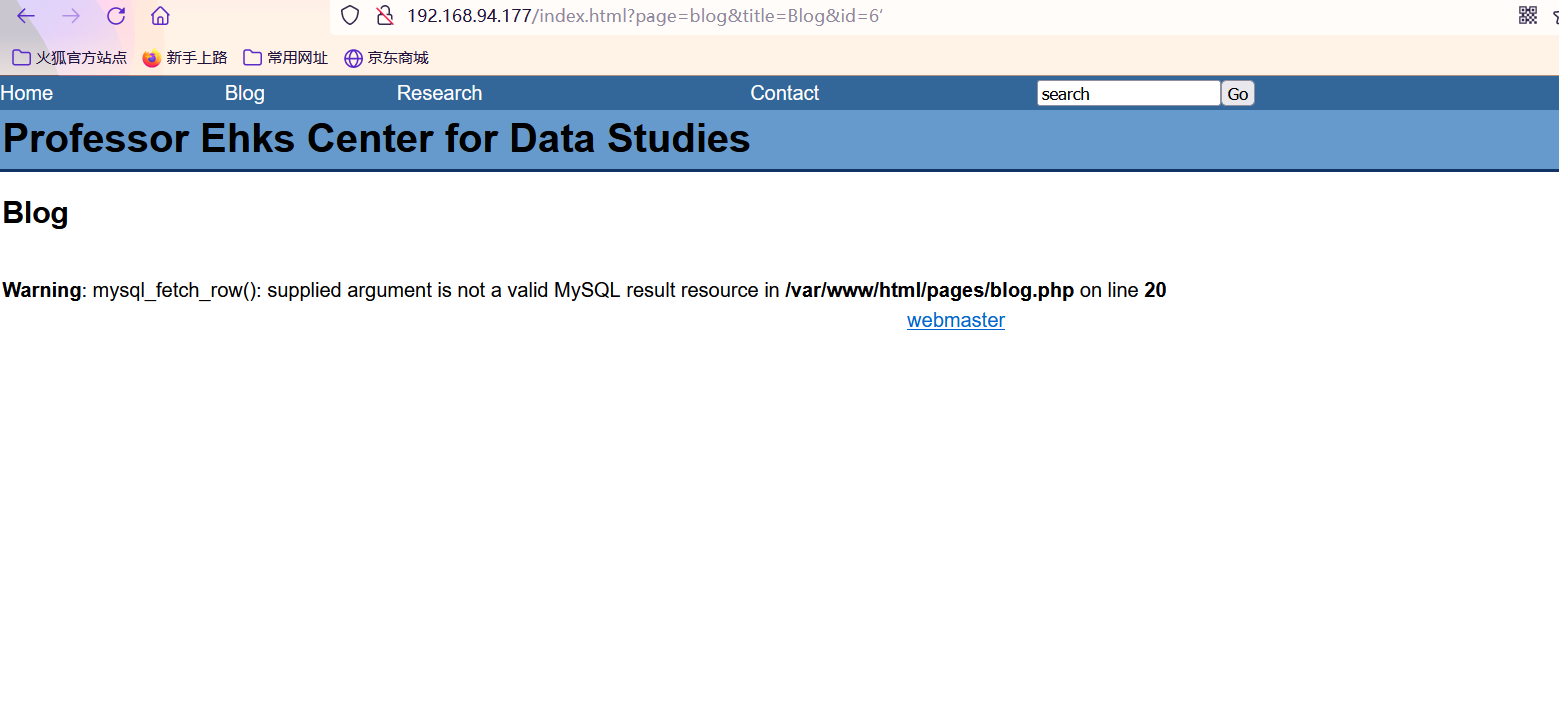 192.168.94.177/index.html?page=blog&title=Blog&id=6‘
火狐官方站点 新手上路 常用网址 京东商城
Home Blog Research Contact search Go
Professor Ehks Center for Data Studies
Blog
Warning: mysql_fetch_row(): supplied argument is not a valid MySQL result resource in /var/www/html/pages/blog.php on line 20
webmaster